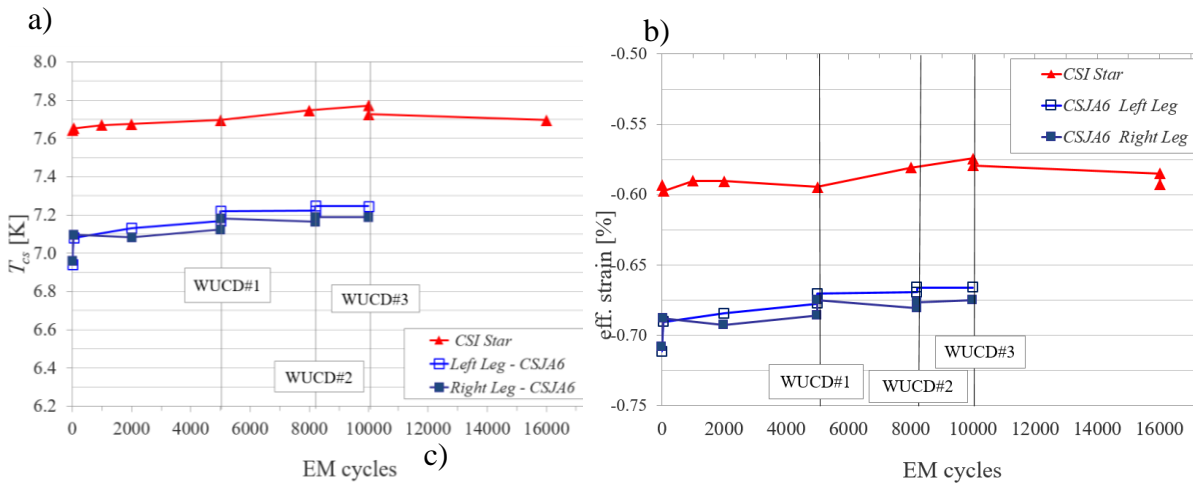 a)
8.0
7.8
7.6
7.4
7.2
7.0
6.8
6.6
6.4
6.2
T_cs [K]
WUCD#1
WUCD#3
WUCD#2
CSI Star
Left Leg - CSJA6
Right Leg - CSJA6
0 2000 4000 6000 8000 10000 12000 14000 16000
EM cycles
b)
-0.50
-0.55
-0.60
-0.65
-0.70
-0.75
eff. strain [%]
CSI Star
CSJA6 Left Leg
CSJA6 Right Leg
WUCD#3
WUCD#1
WUCD#2
0 2000 4000 6000 8000 10000 12000 14000 16000
EM cycles
c)